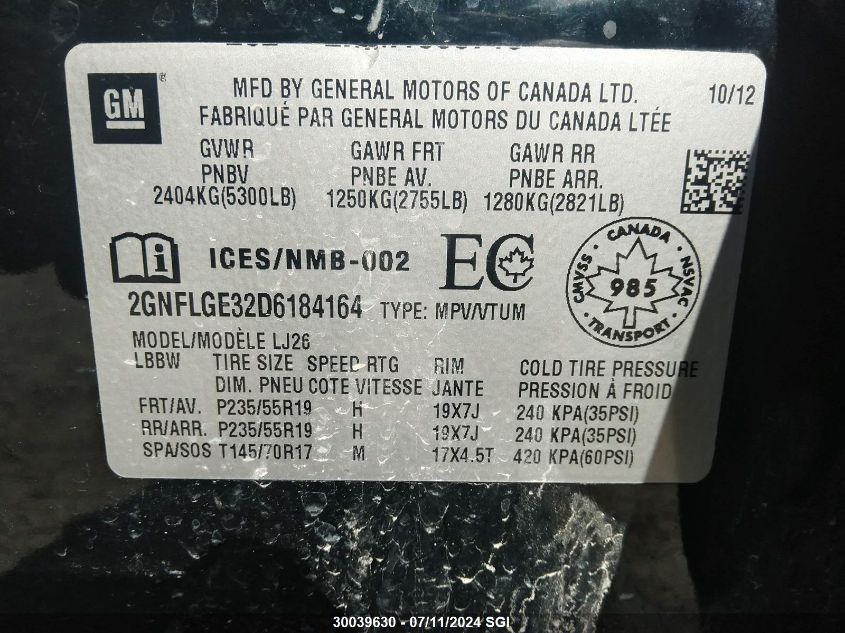 GM ®
MFD BY GENERAL MOTORS OF CANADA LTD. 10/12
FABRIQUÉ PAR GENERAL MOTORS DU CANADA LTÉE
GVWR GAWR FRT GAWR RR
PNBV PNBE AV. PNBE ARR.
2404KG(5300LB) 1250KG(2755LB) 1280KG(2821LB)
i ICES/NMB-002 EC
CANADA
CMVSS 985 NSVAC
TRANSPORT
2GNFLGE32D6184164 TYPE: MPV/VTUM
MODEL/MODÈLE LJ26
LBBW TIRE SIZE SPEED RTG RIM COLD TIRE PRESSURE
DIM. PNEU COTE VITESSE JANTE PRESSION À FROID
FRT/AV. P235/55R19 H 19X7J 240 KPA(35PSI)
RR/ARR. P235/55R19 H 19X7J 240 KPA(35PSI)
SPA/SOS T145/70R17 M 17X4.5T 420 KPA(60PSI)
30039630 - 07/11/2024 SGI